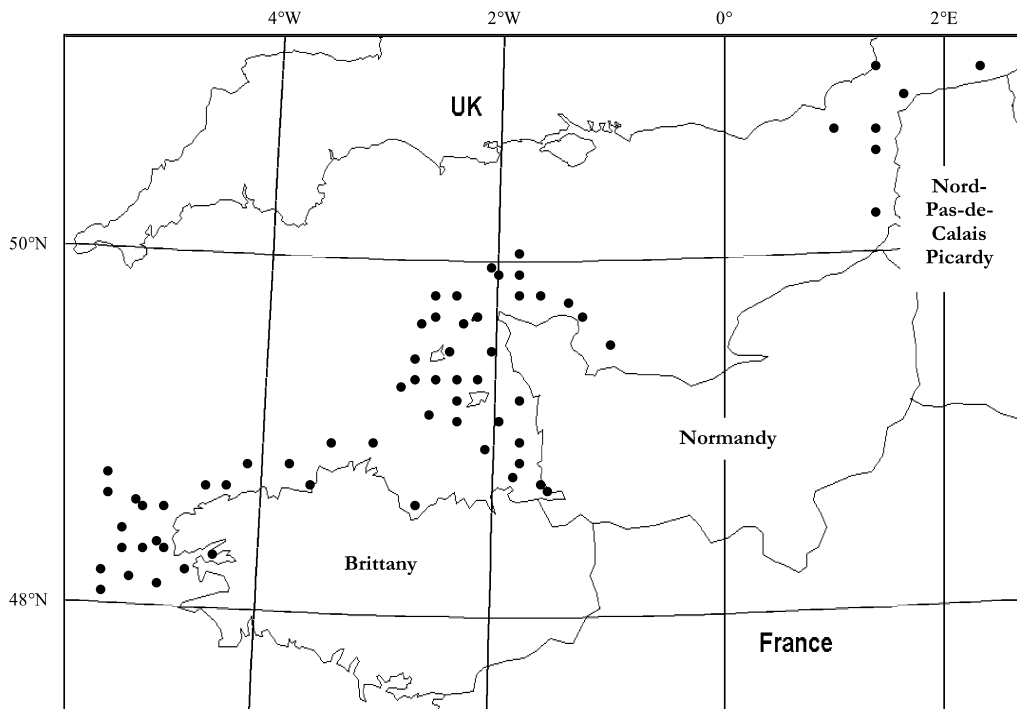 4°W 2°W 0° 2°E
UK
Nord-
Pas-de-
Calais
Picardy
50°N
Normandy
Brittany
48°N
France